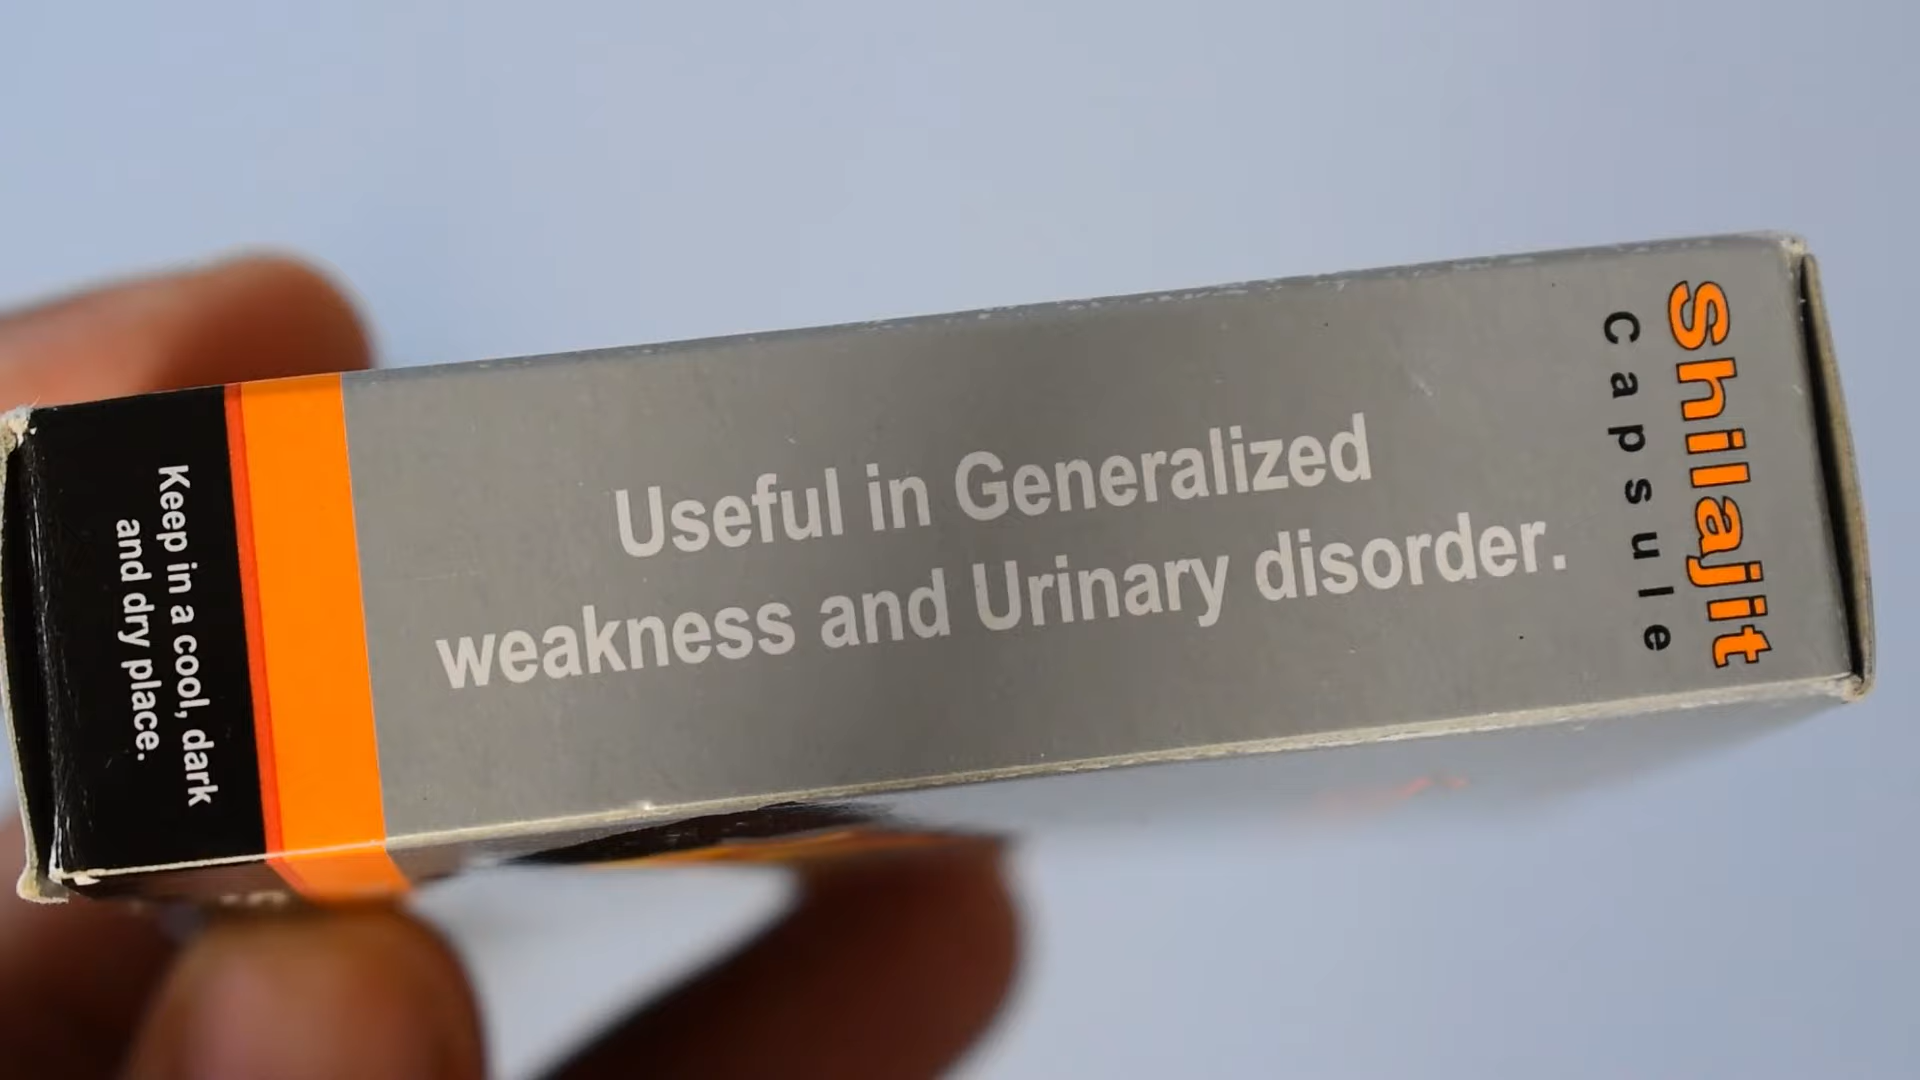 Useful in Generalized
weakness and Urinary disorder.
Shilajit
Capsule
Keep in a cool, dark
and dry place.